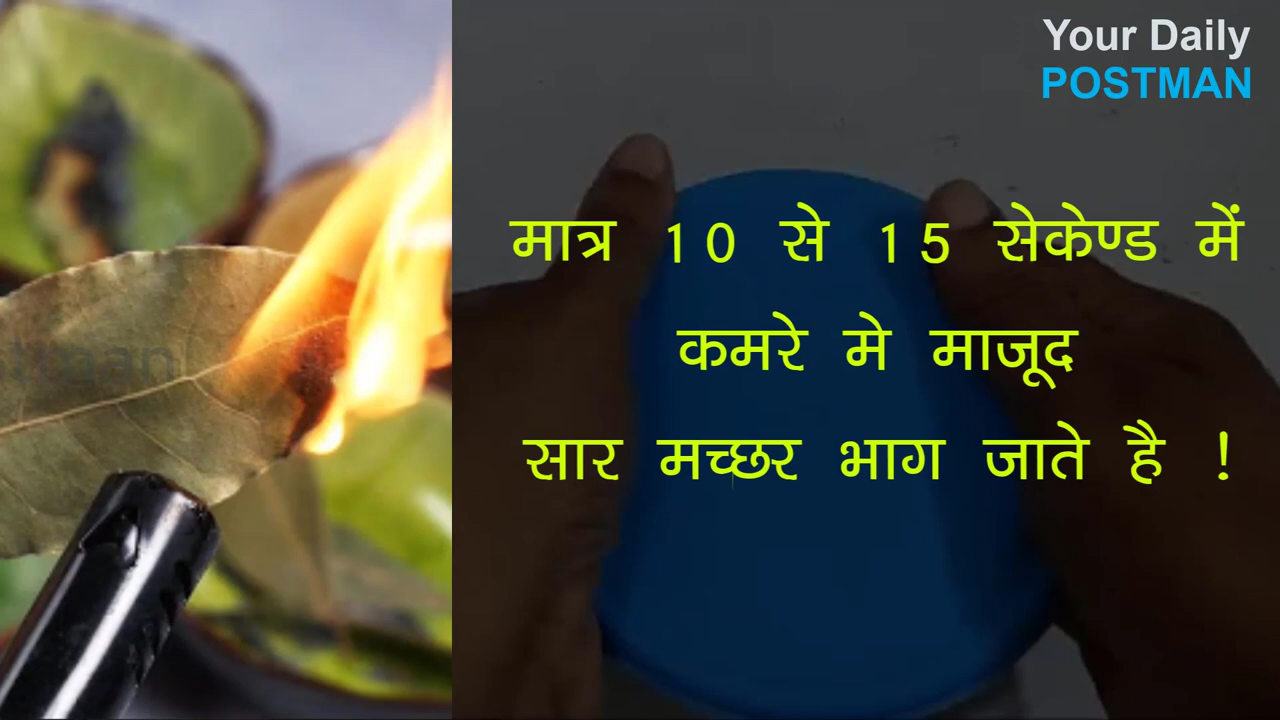 Your Daily
POSTMAN
मात्र 10 से 15 सेकेण्ड में
कमरे मे माजूद
सार मच्छर भाग जाते है !